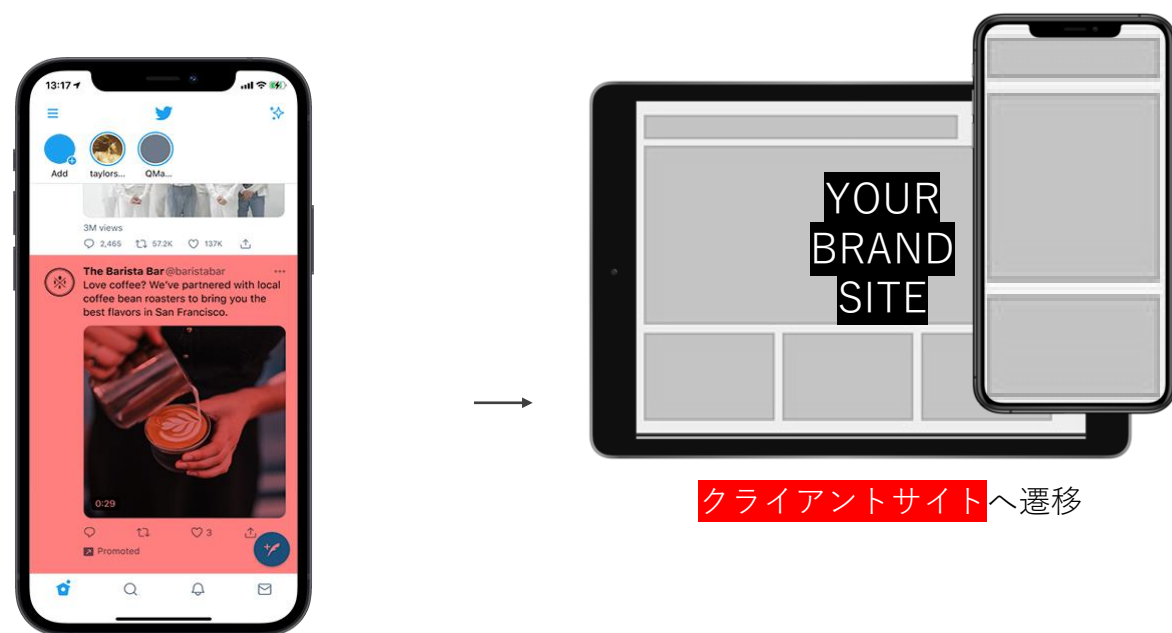 13:17
Add
taylors...
QMa...
3M views
2,465 57.2K 137K
The Barista Bar @baristabar
Love coffee? We've partnered with local
coffee bean roasters to bring you the
best flavors in San Francisco.
0:29
3
Promoted
YOUR
BRAND
SITE
クライアントサイトへ遷移